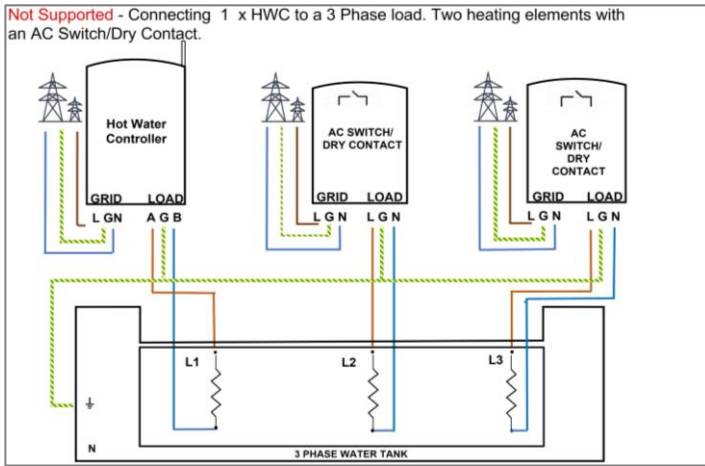 Not Supported - Connecting 1 x HWC to a 3 Phase load. Two heating elements with
an AC Switch/Dry Contact.
Hot Water
Controller
GRID LOAD
L GN A G B
AC SWITCH/
DRY CONTACT
GRID LOAD
L G N L G N
AC
SWITCH/
DRY
CONTACT
GRID LOAD
L G N L G N
L1
L2
L3
N
3 PHASE WATER TANK